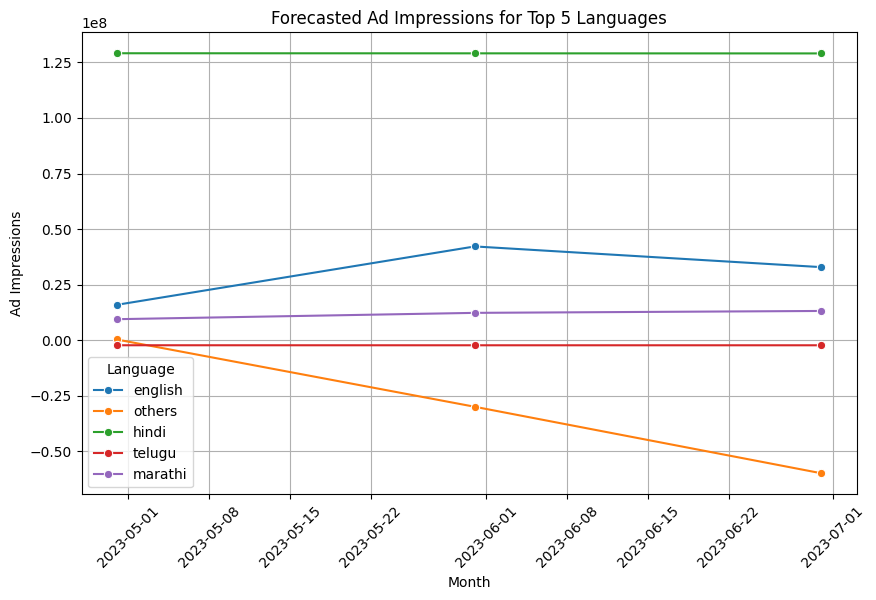 Forecasted Ad Impressions for Top 5 Languages
1e8
1.25
1.00
0.75
0.50
0.25
0.00
−0.25
−0.50
Ad Impressions
Language
english
others
hindi
telugu
marathi
2023-05-01
2023-05-08
2023-05-15
2023-05-22
2023-06-01
2023-06-08
2023-06-15
2023-06-22
2023-07-01
Month